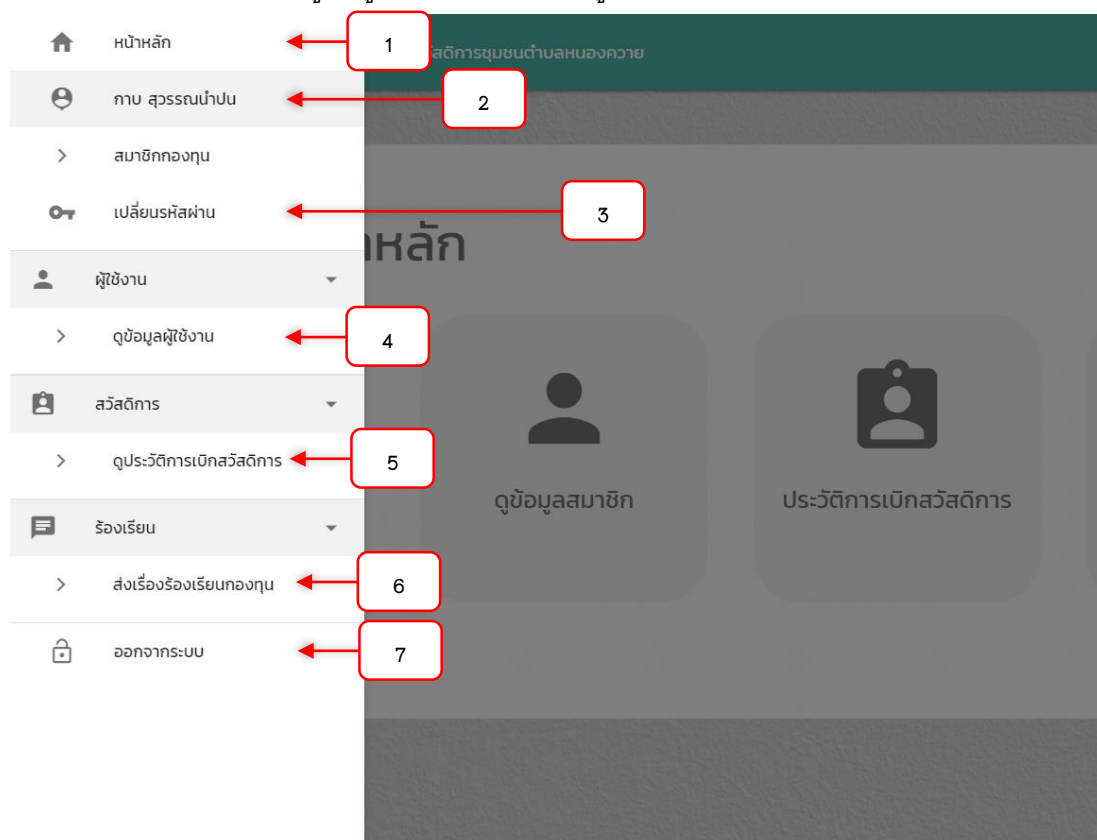 หน้าหลัก
1
สวัสดิการชุมชนตำบลหนองควาย
กาบ สุวรรณนำปน
2
สมาชิกกองทุน
เปลี่ยนรหัสผ่าน
3
าหลัก
ผู้ใช้งาน
ดูข้อมูลผู้ใช้งาน
4
สวัสดิการ
ดูประวัติการเบิกสวัสดิการ
5
ดูข้อมูลสมาชิก
ประวัติการเบิกสวัสดิการ
ร้องเรียน
ส่งเรื่องร้องเรียนกองทุน
6
ออกจากระบบ
7